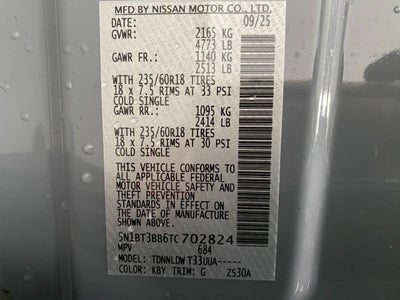 MFD BY NISSAN MOTOR CO., LTD.
DATE: 09/25
GVWR: 2165 KG
4773 LB
GAWR FR.: 1140 KG
2513 LB
WITH 235/60R18 TIRES
18 x 7.5 RIMS AT 33 PSI
COLD SINGLE
GAWR RR.: 1095 KG
2414 LB
WITH 235/60R18 TIRES
18 x 7.5 RIMS AT 30 PSI
COLD SINGLE
THIS VEHICLE CONFORMS TO
ALL APPLICABLE FEDERAL
MOTOR VEHICLE SAFETY AND
THEFT PREVENTION
STANDARDS IN EFFECT ON
THE DATE OF MANUFACTURE
SHOWN ABOVE.
5N1BT3BB6TC702824
MPV 684
MODEL: TDNNLDWT33UUA-----
COLOR: KBY TRIM: G ZS30A